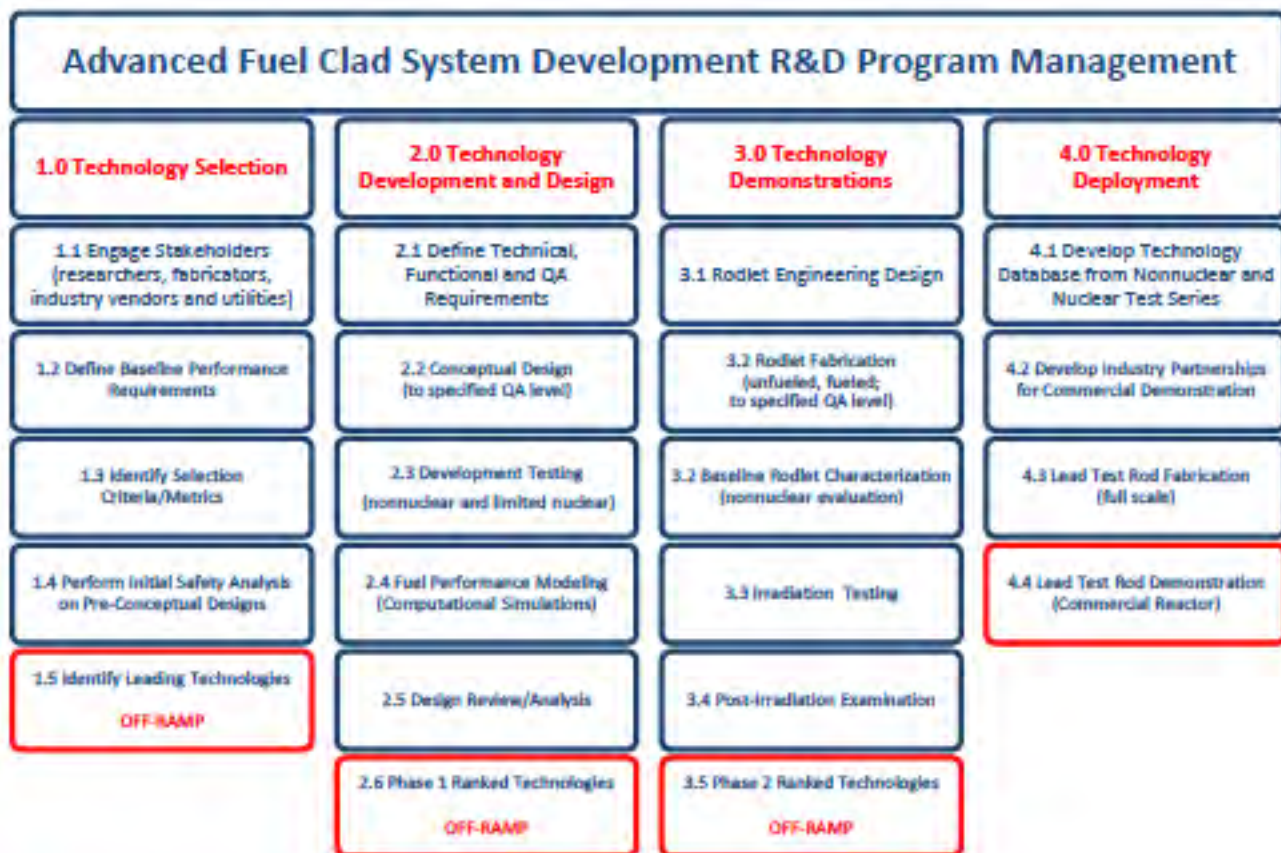 Advanced Fuel Clad System Development R&D Program Management
1.0 Technology Selection
1.1 Engage Stakeholders
(researchers, fabricators,
industry vendors and utilities)
1.2 Define Baseline Performance
Requirements
1.3 Identify Selection
Criteria/Metrics
1.4 Perform Initial Safety Analysis
on Pre-Conceptual Designs
1.5 Identify Leading Technologies
OFF-RAMP
2.0 Technology
Development and Design
2.1 Define Technical,
Functional and QA
Requirements
2.2 Conceptual Design
(to specified QA level)
2.3 Development Testing
(nonnuclear and limited nuclear)
2.4 Fuel Performance Modeling
(Computational Simulations)
2.5 Design Review/Analysis
2.6 Phase 1 Ranked Technologies
OFF-RAMP
3.0 Technology
Demonstrations
3.1 Rodlet Engineering Design
3.2 Rodlet Fabrication
(unfueled, fueled;
to specified QA level)
3.2 Baseline Rodlet Characterization
(nonnuclear evaluation)
3.3 Irradiation Testing
3.4 Post-Irradiation Examination
3.5 Phase 2 Ranked Technologies
OFF-RAMP
4.0 Technology
Deployment
4.1 Develop Technology
Database from Nonnuclear and
Nuclear Test Series
4.2 Develop Industry Partnerships
for Commercial Demonstration
4.3 Lead Test Rod Fabrication
(full scale)
4.4 Lead Test Rod Demonstration
(Commercial Reactor)